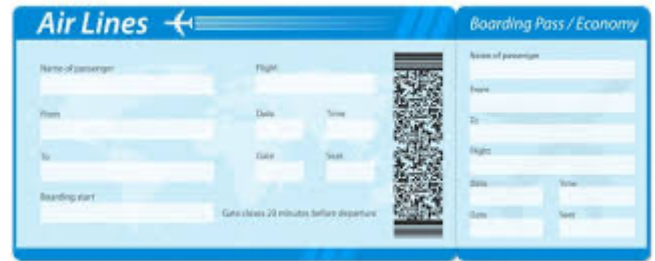 Air Lines
Boarding Pass / Economy
Name of passenger
Flight
From
Date
Time
To
Gate
Seat
Boarding start
Gate closes 20 minutes before departure
Name of passenger
From
To
Flight
Date
Time
Gate
Seat